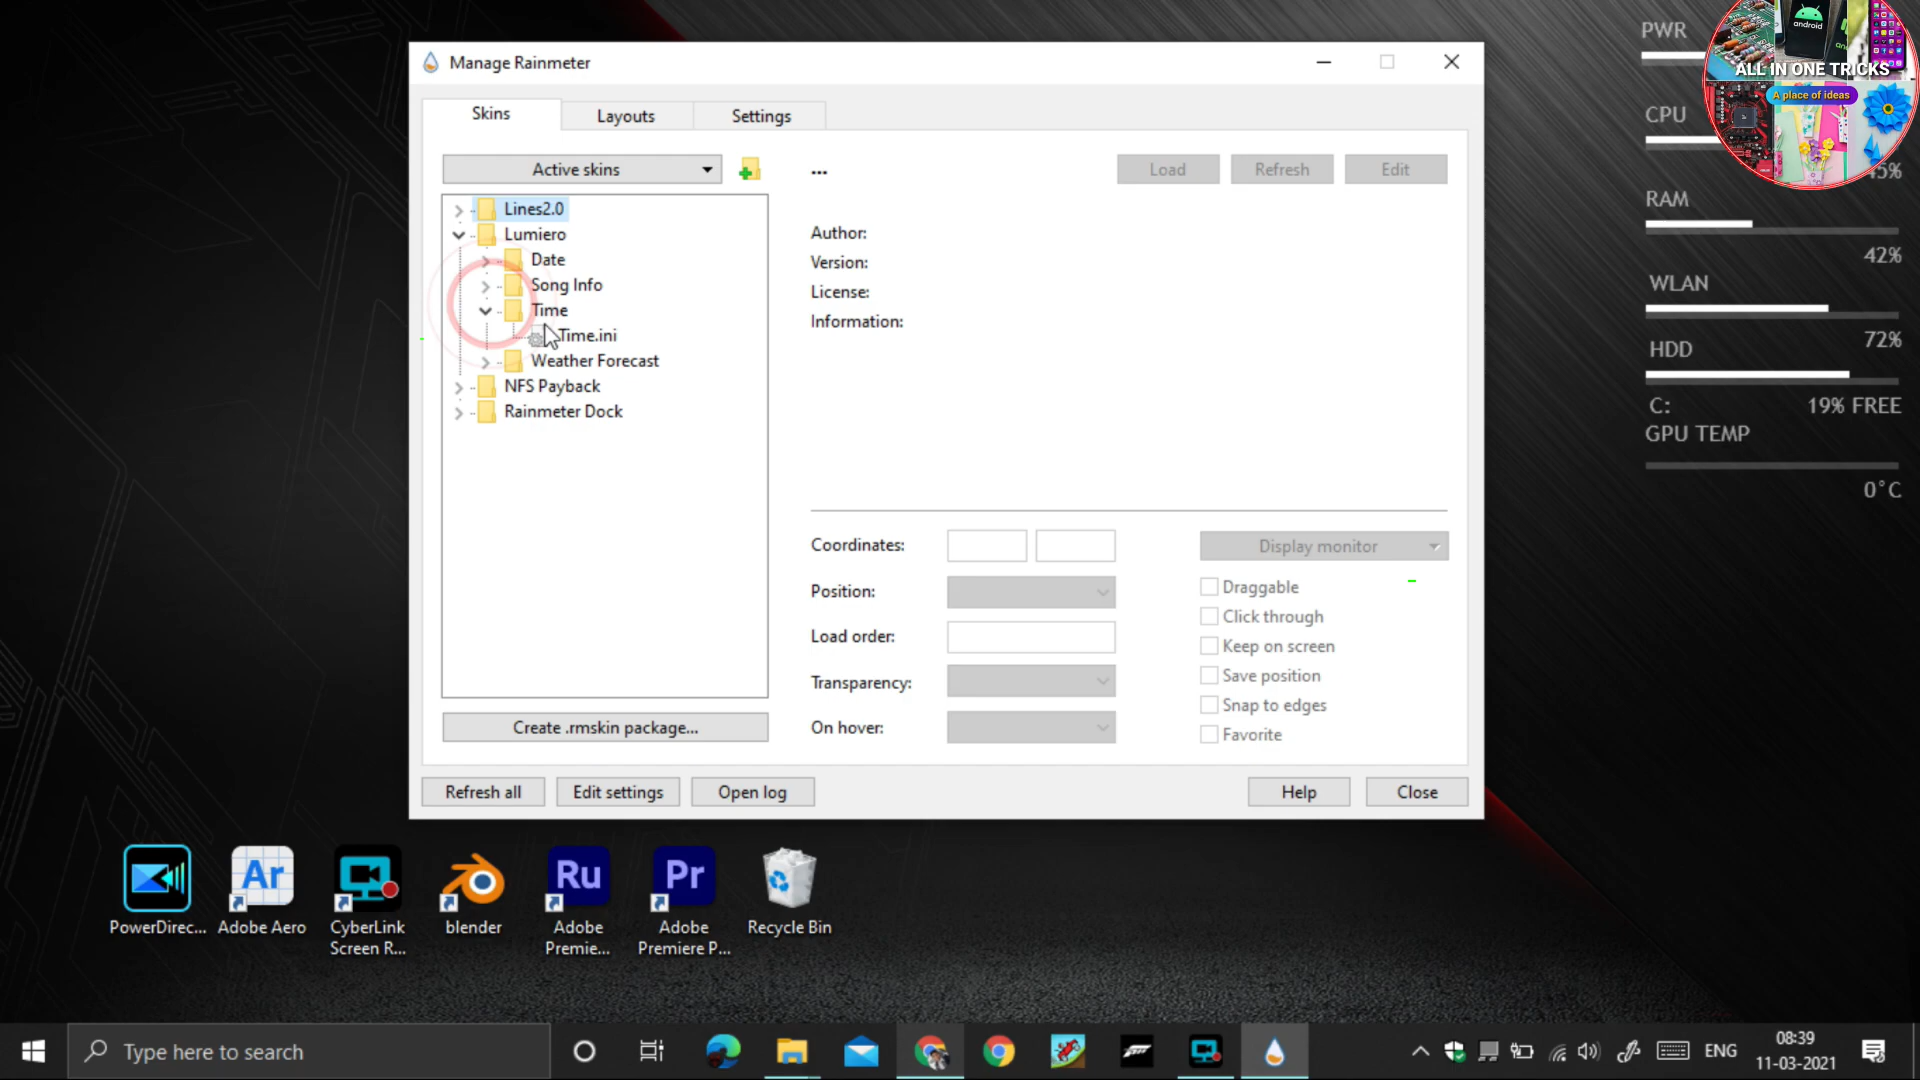 Manage Rainmeter
Skins
Layouts
Settings
Active skins
...
Load
Refresh
Edit
Lines2.0
Lumiero
Date
Song Info
Time
Time.ini
Weather Forecast
NFS Payback
Rainmeter Dock
Author:
Version:
License:
Information:
Coordinates:
Display monitor
Position:
Load order:
Transparency:
On hover:
Draggable
Click through
Keep on screen
Save position
Snap to edges
Favorite
Create .rmskin package...
Refresh all
Edit settings
Open log
Help
Close
PWR
CPU
RAM
42%
WLAN
72%
HDD
C:
19% FREE
GPU TEMP
0°C
android
ALL IN ONE TRICKS
A place of ideas
PowerDirec...
Ar
Adobe Aero
CyberLink
Screen R...
blender
Ru
Adobe
Premie...
Pr
Adobe
Premiere P...
Recycle Bin
Type here to search
ENG
08:39
11-03-2021